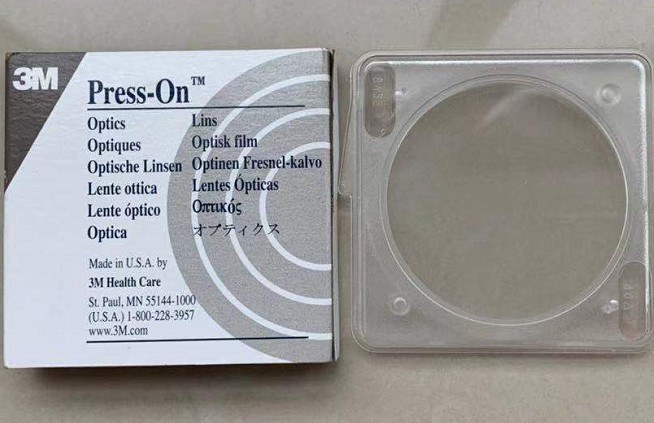 3M
Press-On™
Optics Lins
Optiques Optisk film
Optische Linsen Optinen Fresnel-kalvo
Lente ottica Lentes Ópticas
Lente óptico Οπτικός
Optica オプティクス
Made in U.S.A. by
3M Health Care
St. Paul, MN 55144-1000
(U.S.A.) 1-800-228-3957
www.3M.com